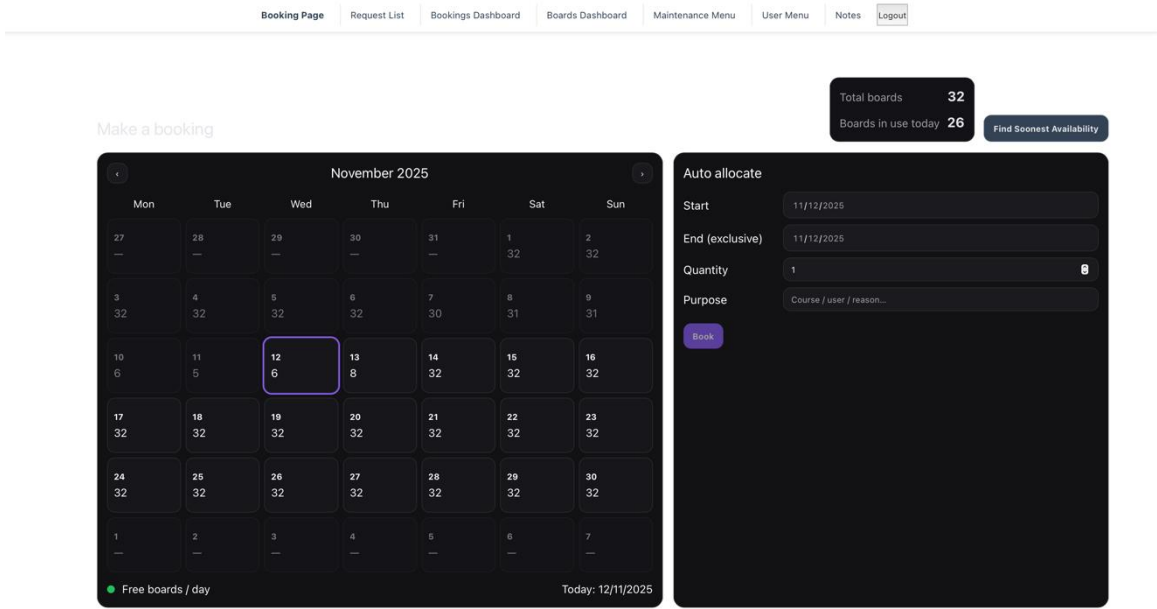 Booking Page Request List Bookings Dashboard Boards Dashboard Maintenance Menu User Menu Notes Logout
Total boards 32
Boards in use today 26
Find Soonest Availability
Make a booking
‹ November 2025 ›
Mon Tue Wed Thu Fri Sat Sun
27 28 29 30 31 1 2
— — — — — 32 32
3 4 5 6 7 8 9
32 32 32 32 30 31 31
10 11 12 13 14 15 16
6 5 6 8 32 32 32
17 18 19 20 21 22 23
32 32 32 32 32 32 32
24 25 26 27 28 29 30
32 32 32 32 32 32 32
1 2 3 4 5 6 7
— — — — — — —
Free boards / day Today: 12/11/2025
Auto allocate
Start 11/12/2025
End (exclusive) 11/12/2025
Quantity 1
Purpose Course / user / reason...
Book